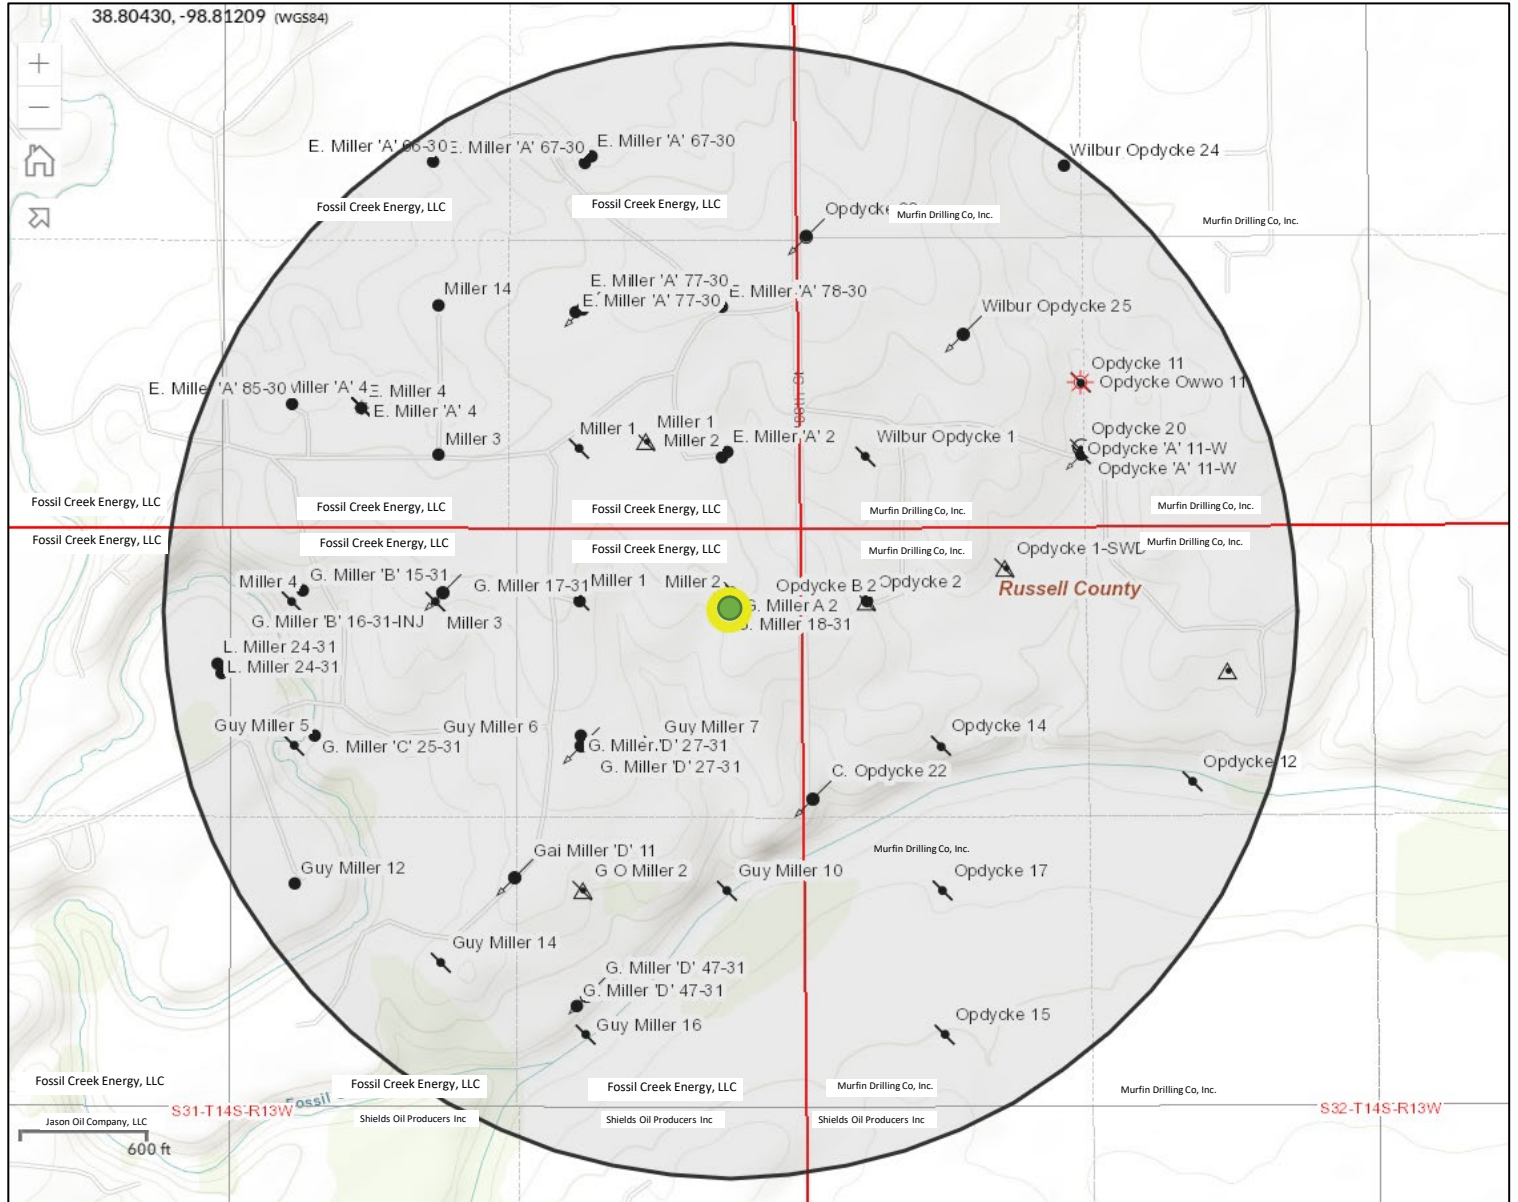 38.80430, -98.81209 (WGS84)
E. Miller 'A' 66-30
E. Miller 'A' 67-30
E. Miller 'A' 67-30
Wilbur Opdycke 24
Fossil Creek Energy, LLC
Fossil Creek Energy, LLC
Opdycke
Murfin Drilling Co, Inc.
Murfin Drilling Co, Inc.
Miller 14
E. Miller 'A' 77-30
E. Miller 'A' 77-30
E. Miller 'A' 78-30
Wilbur Opdycke 25
Opdycke 11
Opdycke Owwo 11
E. Miller 'A' 85-30
Miller 'A' 4
E. Miller 4
E. Miller 'A' 4
Miller 3
Miller 1
Miller 1
Miller 2
E. Miller 'A' 2
Wilbur Opdycke 1
Opdycke 20
Opdycke 'A' 11-W
Opdycke 'A' 11-W
Fossil Creek Energy, LLC
Fossil Creek Energy, LLC
Fossil Creek Energy, LLC
Murfin Drilling Co, Inc.
Murfin Drilling Co, Inc.
Fossil Creek Energy, LLC
Fossil Creek Energy, LLC
Fossil Creek Energy, LLC
Murfin Drilling Co, Inc.
Murfin Drilling Co, Inc.
Opdycke 1-SWD
Russell County
Miller 4
G. Miller 'B' 15-31
G. Miller 17-31
Miller 1
Miller 2
Opdycke B 2
Opdycke 2
G. Miller 'B' 16-31-INJ
Miller 3
G. Miller A 2
Miller 18-31
L. Miller 24-31
L. Miller 24-31
Guy Miller 5
G. Miller 'C' 25-31
Guy Miller 6
Guy Miller 7
G. Miller 'D' 27-31
G. Miller 'D' 27-31
Opdycke 14
C. Opdycke 22
Opdycke 12
Guy Miller 12
Gai Miller 'D' 11
G O Miller 2
Guy Miller 10
Murfin Drilling Co, Inc.
Opdycke 17
Guy Miller 14
G. Miller 'D' 47-31
G. Miller 'D' 47-31
Guy Miller 16
Opdycke 15
Fossil Creek Energy, LLC
Fossil Creek Energy, LLC
Fossil Creek Energy, LLC
Murfin Drilling Co, Inc.
Murfin Drilling Co, Inc.
S31-T14S-R13W
Fossil
S32-T14S-R13W
Jason Oil Company, LLC
Shields Oil Producers Inc
Shields Oil Producers Inc
Shields Oil Producers Inc
600 ft